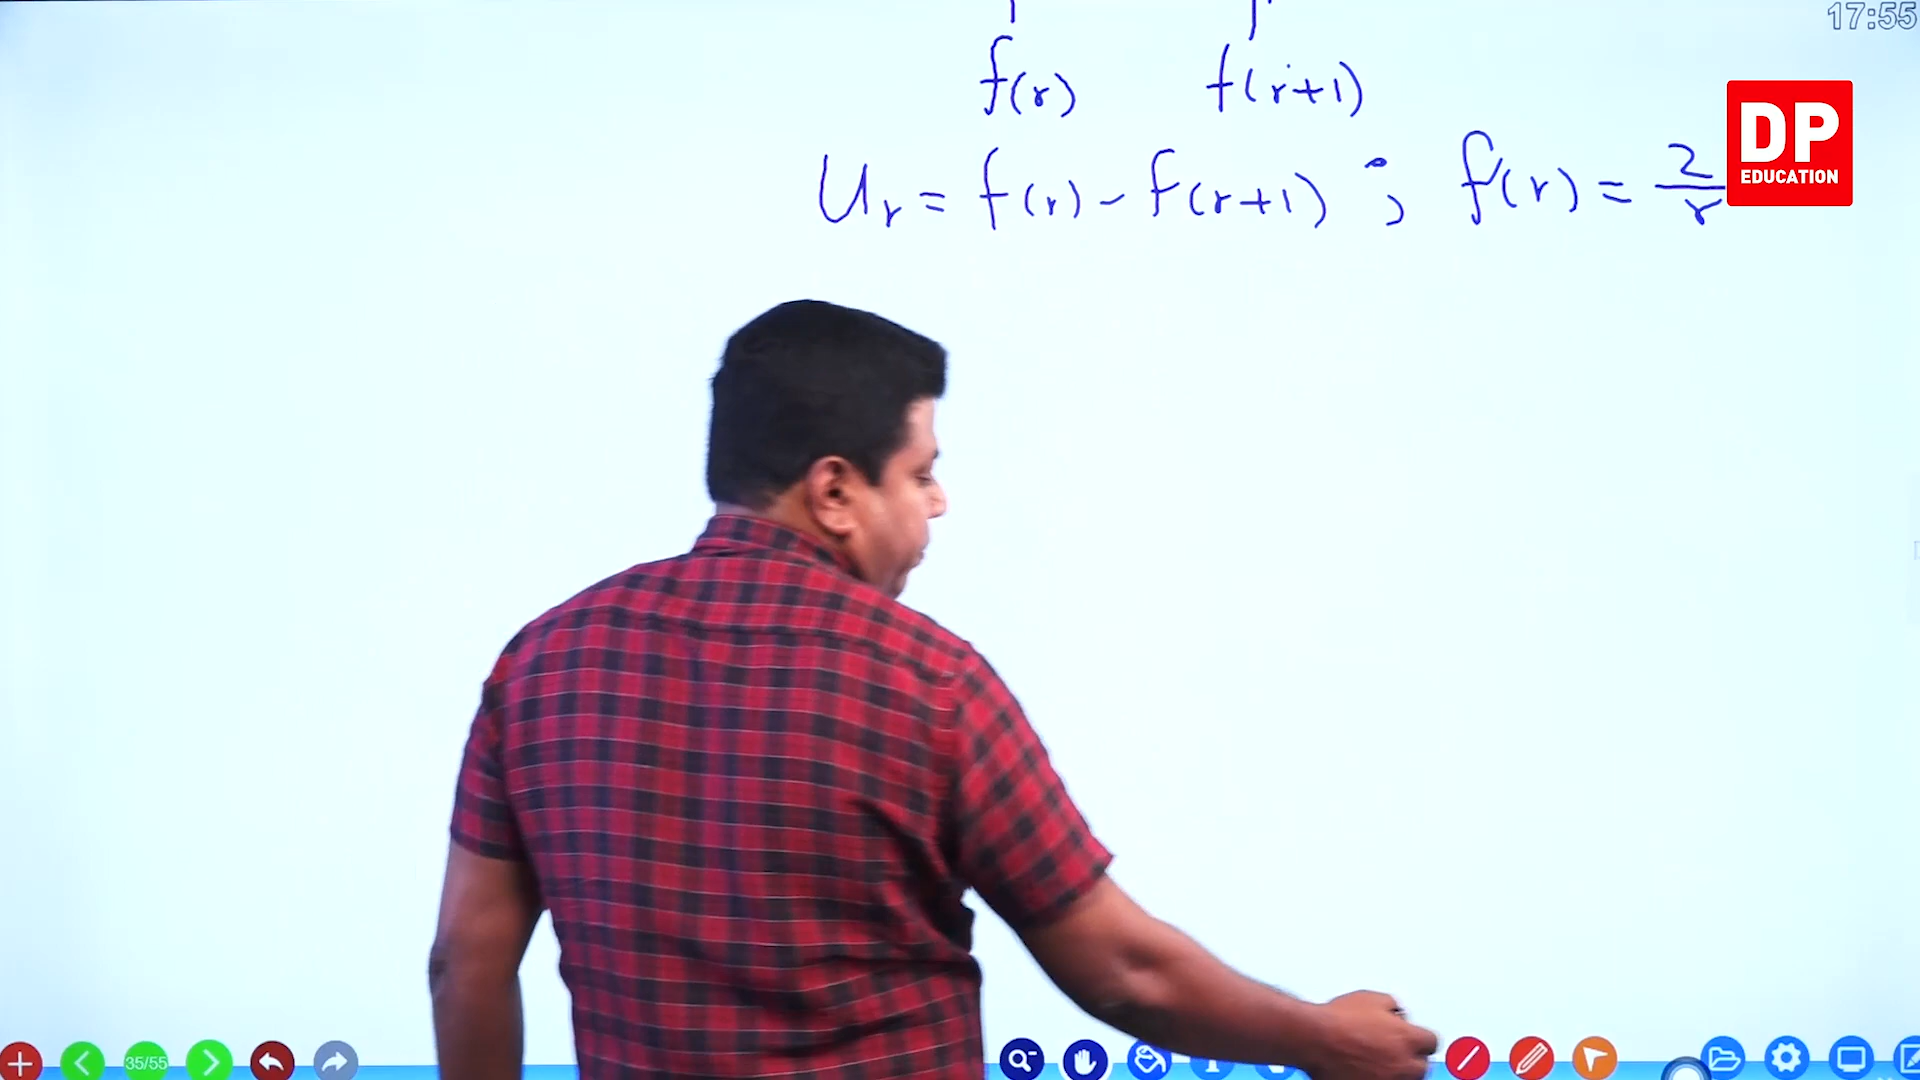 17:55
f(r) f(r+1)
DP
EDUCATION
Ur = f(r) - f(r+1) ; f(r) = 2/r
35/55